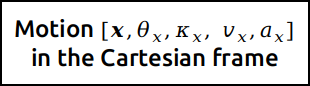 Motion [𝒙, θₓ, κₓ, vₓ, aₓ]
in the Cartesian frame